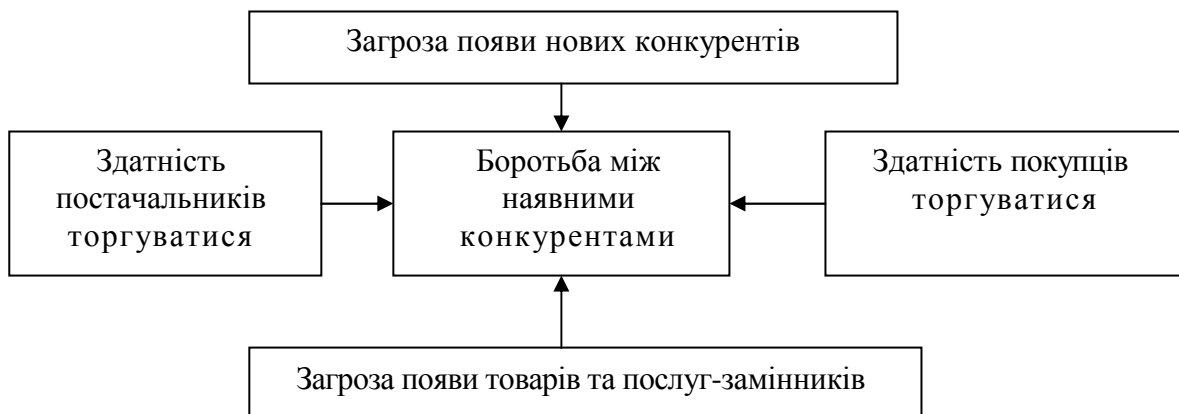 Загроза появи нових конкурентів
Здатність
постачальників
торгуватися
Боротьба між
наявними
конкурентами
Здатність покупців
торгуватися
Загроза появи товарів та послуг-замінників